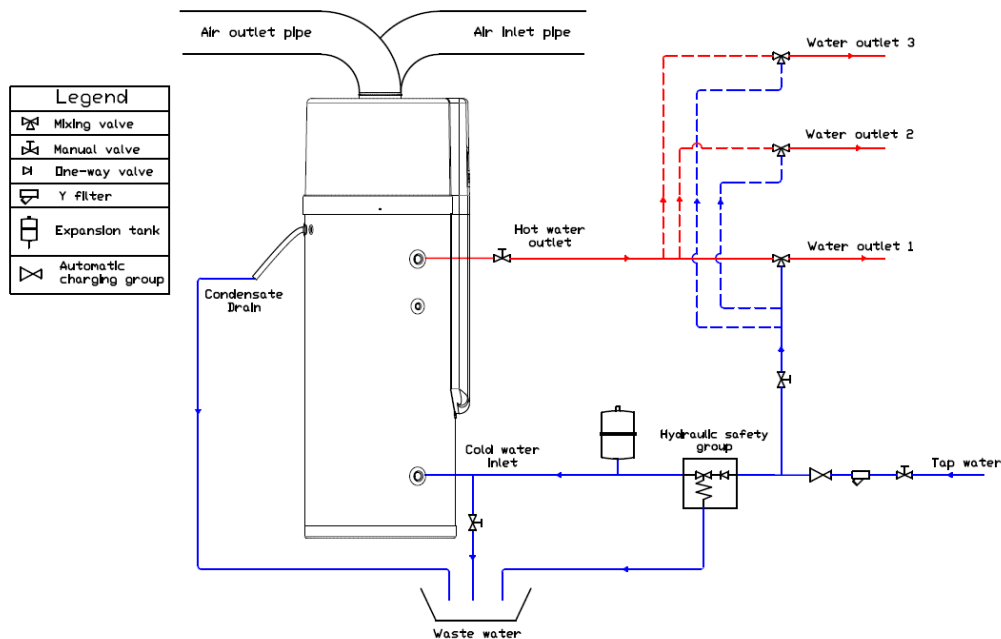 Air outlet pipe
Air Inlet pipe
Water outlet 3
Legend
Mixing valve
Manual valve
One-way valve
Y filter
Expansion tank
Automatic
charging group
Water outlet 2
Hot water
outlet
Water outlet 1
Condensate
Drain
Cold water
Inlet
Hydraulic safety
group
Tap water
Waste water